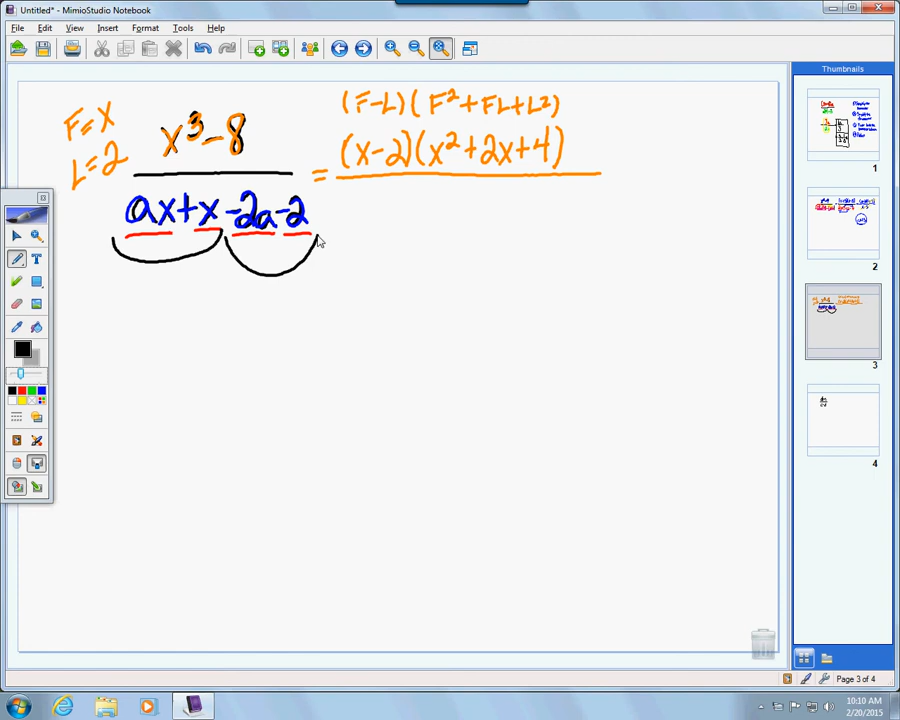 Untitled* - MimioStudio Notebook
File Edit View Insert Format Tools Help
Thumbnails
(F-L)(F²+FL+L²)
F=X
L=2
x³-8
=
(x-2)(x²+2x+4)
ax+x-2a-2
1
2
3
4
Page 3 of 4
10:10 AM
2/20/2015